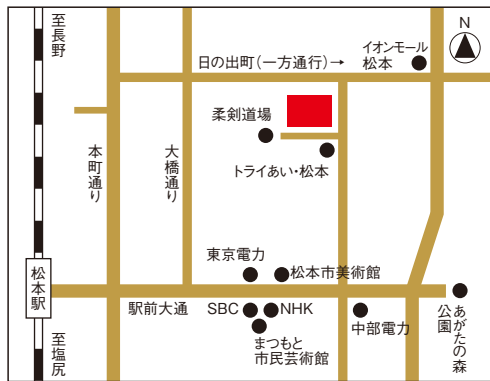 至長野
N
日の出町（一方通行）→
イオンモール
松本
柔剣道場
本町通り
大橋通り
トライあい・松本
東京電力
松本市美術館
松本駅
駅前大通
SBC
NHK
中部電力
あがたの森
公園
まつもと
市民芸術館
至塩尻